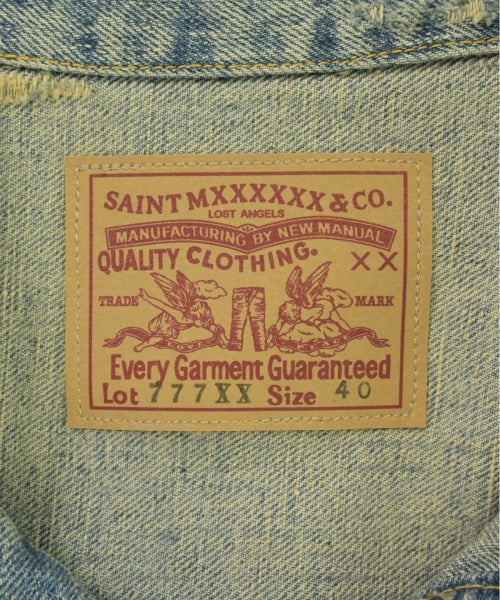 SAINT MXXXXXX & CO.
LOST ANGELS
MANUFACTURING BY NEW MANUAL
QUALITY CLOTHING. XX
TRADE MARK
Every Garment Guaranteed
Lot 777XX Size 40